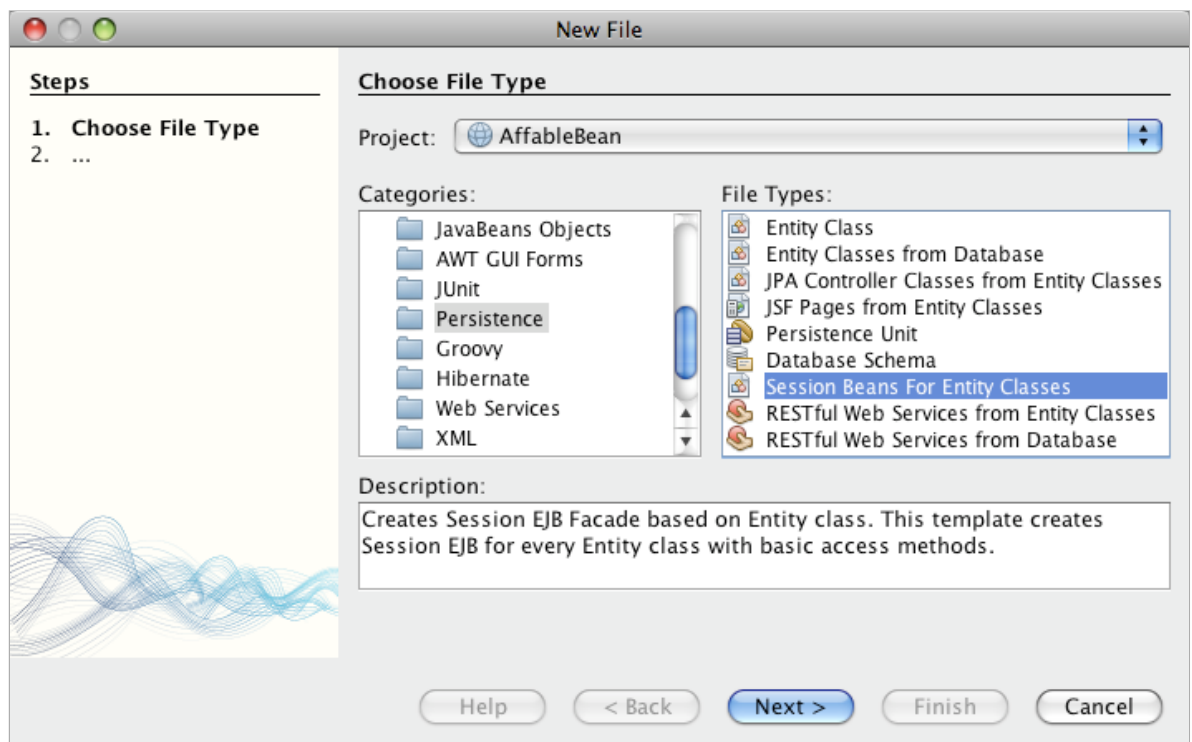 New File
Steps
1. Choose File Type
2. ...
Choose File Type
Project: AffableBean
Categories:
JavaBeans Objects
AWT GUI Forms
JUnit
Persistence
Groovy
Hibernate
Web Services
XML
File Types:
Entity Class
Entity Classes from Database
JPA Controller Classes from Entity Classes
JSF Pages from Entity Classes
Persistence Unit
Database Schema
Session Beans For Entity Classes
RESTful Web Services from Entity Classes
RESTful Web Services from Database
Description:
Creates Session EJB Facade based on Entity class. This template creates
Session EJB for every Entity class with basic access methods.
Help
< Back
Next >
Finish
Cancel